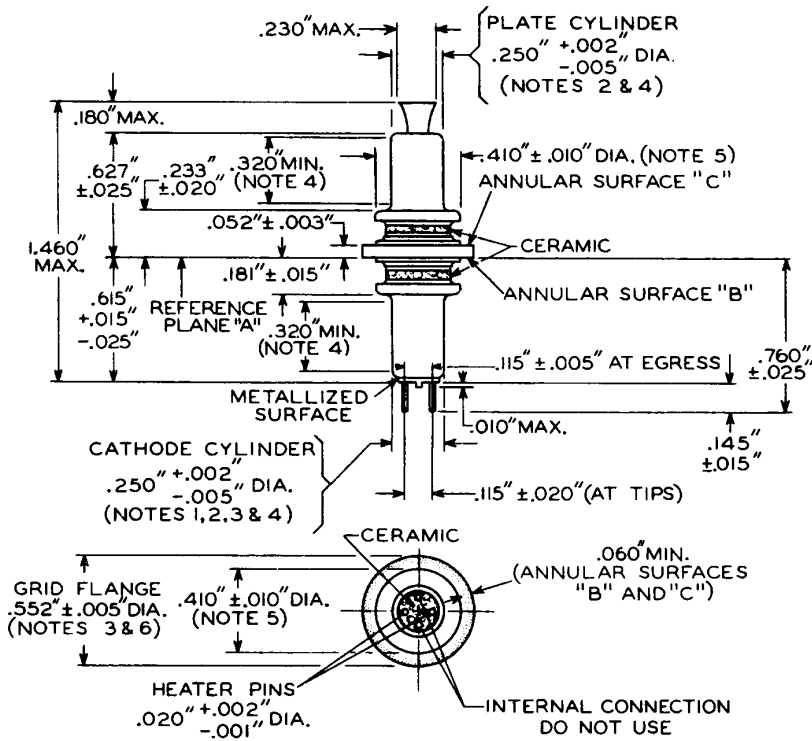 .230" MAX.
PLATE CYLINDER
.250" +.002" -.005" DIA.
(NOTES 2 & 4)
.180" MAX.
.627" ±.025"
.233" ±.020"
.320" MIN.
(NOTE 4)
.410" ±.010" DIA. (NOTE 5)
ANNULAR SURFACE "C"
.052" ±.003"
CERAMIC
1.460" MAX.
.181" ±.015"
ANNULAR SURFACE "B"
.615" +.015" -.025"
REFERENCE
PLANE "A"
.320" MIN.
(NOTE 4)
.115" ±.005" AT EGRESS
.760" ±.025"
METALLIZED
SURFACE
.010" MAX.
.145" ±.015"
CATHODE CYLINDER
.250" +.002" -.005" DIA.
(NOTES 1, 2, 3 & 4)
.115" ±.020" (AT TIPS)
CERAMIC
.060" MIN.
(ANNULAR SURFACES
"B" AND "C")
GRID FLANGE
.552" ±.005" DIA.
(NOTES 3 & 6)
.410" ±.010" DIA.
(NOTE 5)
HEATER PINS
.020" +.002" -.001" DIA.
INTERNAL CONNECTION
DO NOT USE